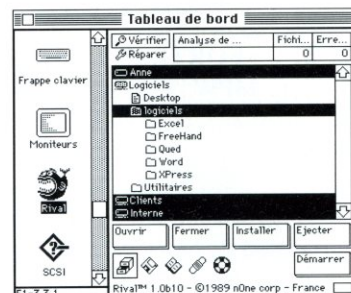 Tableau de bord
Vérifier Analyse de ... Fichi... Erre...
Réparer 0 0
Frappe clavier
Moniteurs
Rival
SCSI
Anne
Logiciels
Desktop
logiciels
Excel
FreeHand
Qued
Word
XPress
Utilitaires
Clients
Interne
Ouvrir Fermer Installer Ejecter
Démarrer
Rival™ 1.0b10 - ©1989 nOne corp - France